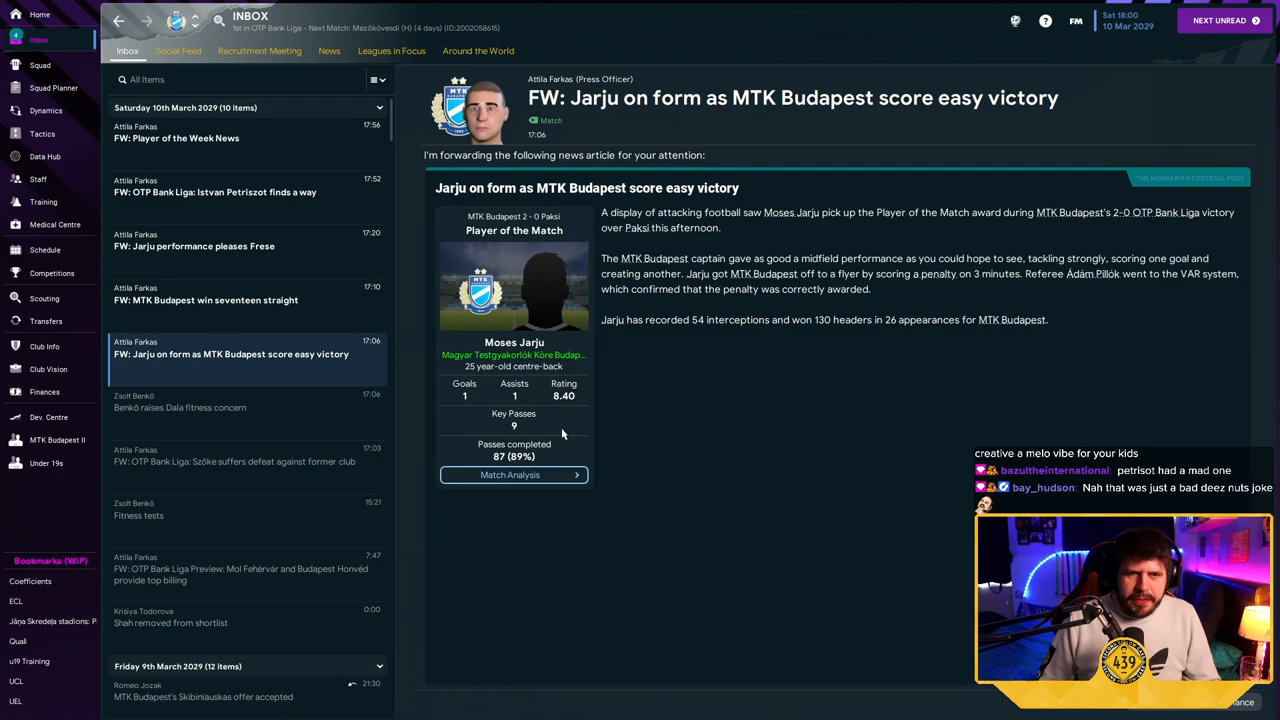 Home
INBOX
1st in OTP Bank Liga - Next Match: Mezőkövesdi (H) (4 days) (ID:2002058615)
FM
Sat 18:00
10 Mar 2029
NEXT UNREAD
4
Inbox
Squad
Squad Planner
Dynamics
Tactics
Data Hub
Staff
Training
Medical Centre
Schedule
Competitions
Scouting
Transfers
Club Info
Club Vision
Finances
Dev. Centre
MTK Budapest II
Under 19s
Bookmarks (WiP)
Coefficients
ECL
Jāņa Skredeļa stadions: P
Quali
u19 Training
UCL
UEL
Inbox
Social Feed
Recruitment Meeting
News
Leagues in Focus
Around the World
All Items
Saturday 10th March 2029 (10 items)
Attila Farkas
17:56
FW: Player of the Week News
Attila Farkas
17:52
FW: OTP Bank Liga: Istvan Petriszot finds a way
Attila Farkas
17:20
FW: Jarju performance pleases Frese
Attila Farkas
17:10
FW: MTK Budapest win seventeen straight
Attila Farkas
17:06
FW: Jarju on form as MTK Budapest score easy victory
Zsolt Benkő
17:06
Benkő raises Dala fitness concern
Attila Farkas
17:03
FW: OTP Bank Liga: Szőke suffers defeat against former club
Zsolt Benkő
15:21
Fitness tests
Attila Farkas
7:47
FW: OTP Bank Liga Preview: Mol Fehérvár and Budapest Honvéd
provide top billing
Krisiya Todorova
0:00
Shah removed from shortlist
Friday 9th March 2029 (12 items)
Romeo Jozak
21:30
MTK Budapest's Skibiniauskas offer accepted
Attila Farkas (Press Officer)
FW: Jarju on form as MTK Budapest score easy victory
Match
17:06
I'm forwarding the following news article for your attention:
THE HUNGARIAN FOOTBALL POST
Jarju on form as MTK Budapest score easy victory
MTK Budapest 2 - 0 Paksi
Player of the Match
Moses Jarju
Magyar Testgyakorlók Köre Budap...
25 year-old centre-back
Goals
Assists
Rating
1
1
8.40
Key Passes
9
Passes completed
87 (89%)
Match Analysis
A display of attacking football saw Moses Jarju pick up the Player of the Match award during MTK Budapest's 2-0 OTP Bank Liga victory
over Paksi this afternoon.
The MTK Budapest captain gave as good a midfield performance as you could hope to see, tackling strongly, scoring one goal and
creating another. Jarju got MTK Budapest off to a flyer by scoring a penalty on 3 minutes. Referee Ádám Pillók went to the VAR system,
which confirmed that the penalty was correctly awarded.
Jarju has recorded 54 interceptions and won 130 headers in 26 appearances for MTK Budapest.
creative a melo vibe for your kids
bazultheinternational: petrisot had a mad one
bay_hudson: Nah that was just a bad deez nuts joke
439